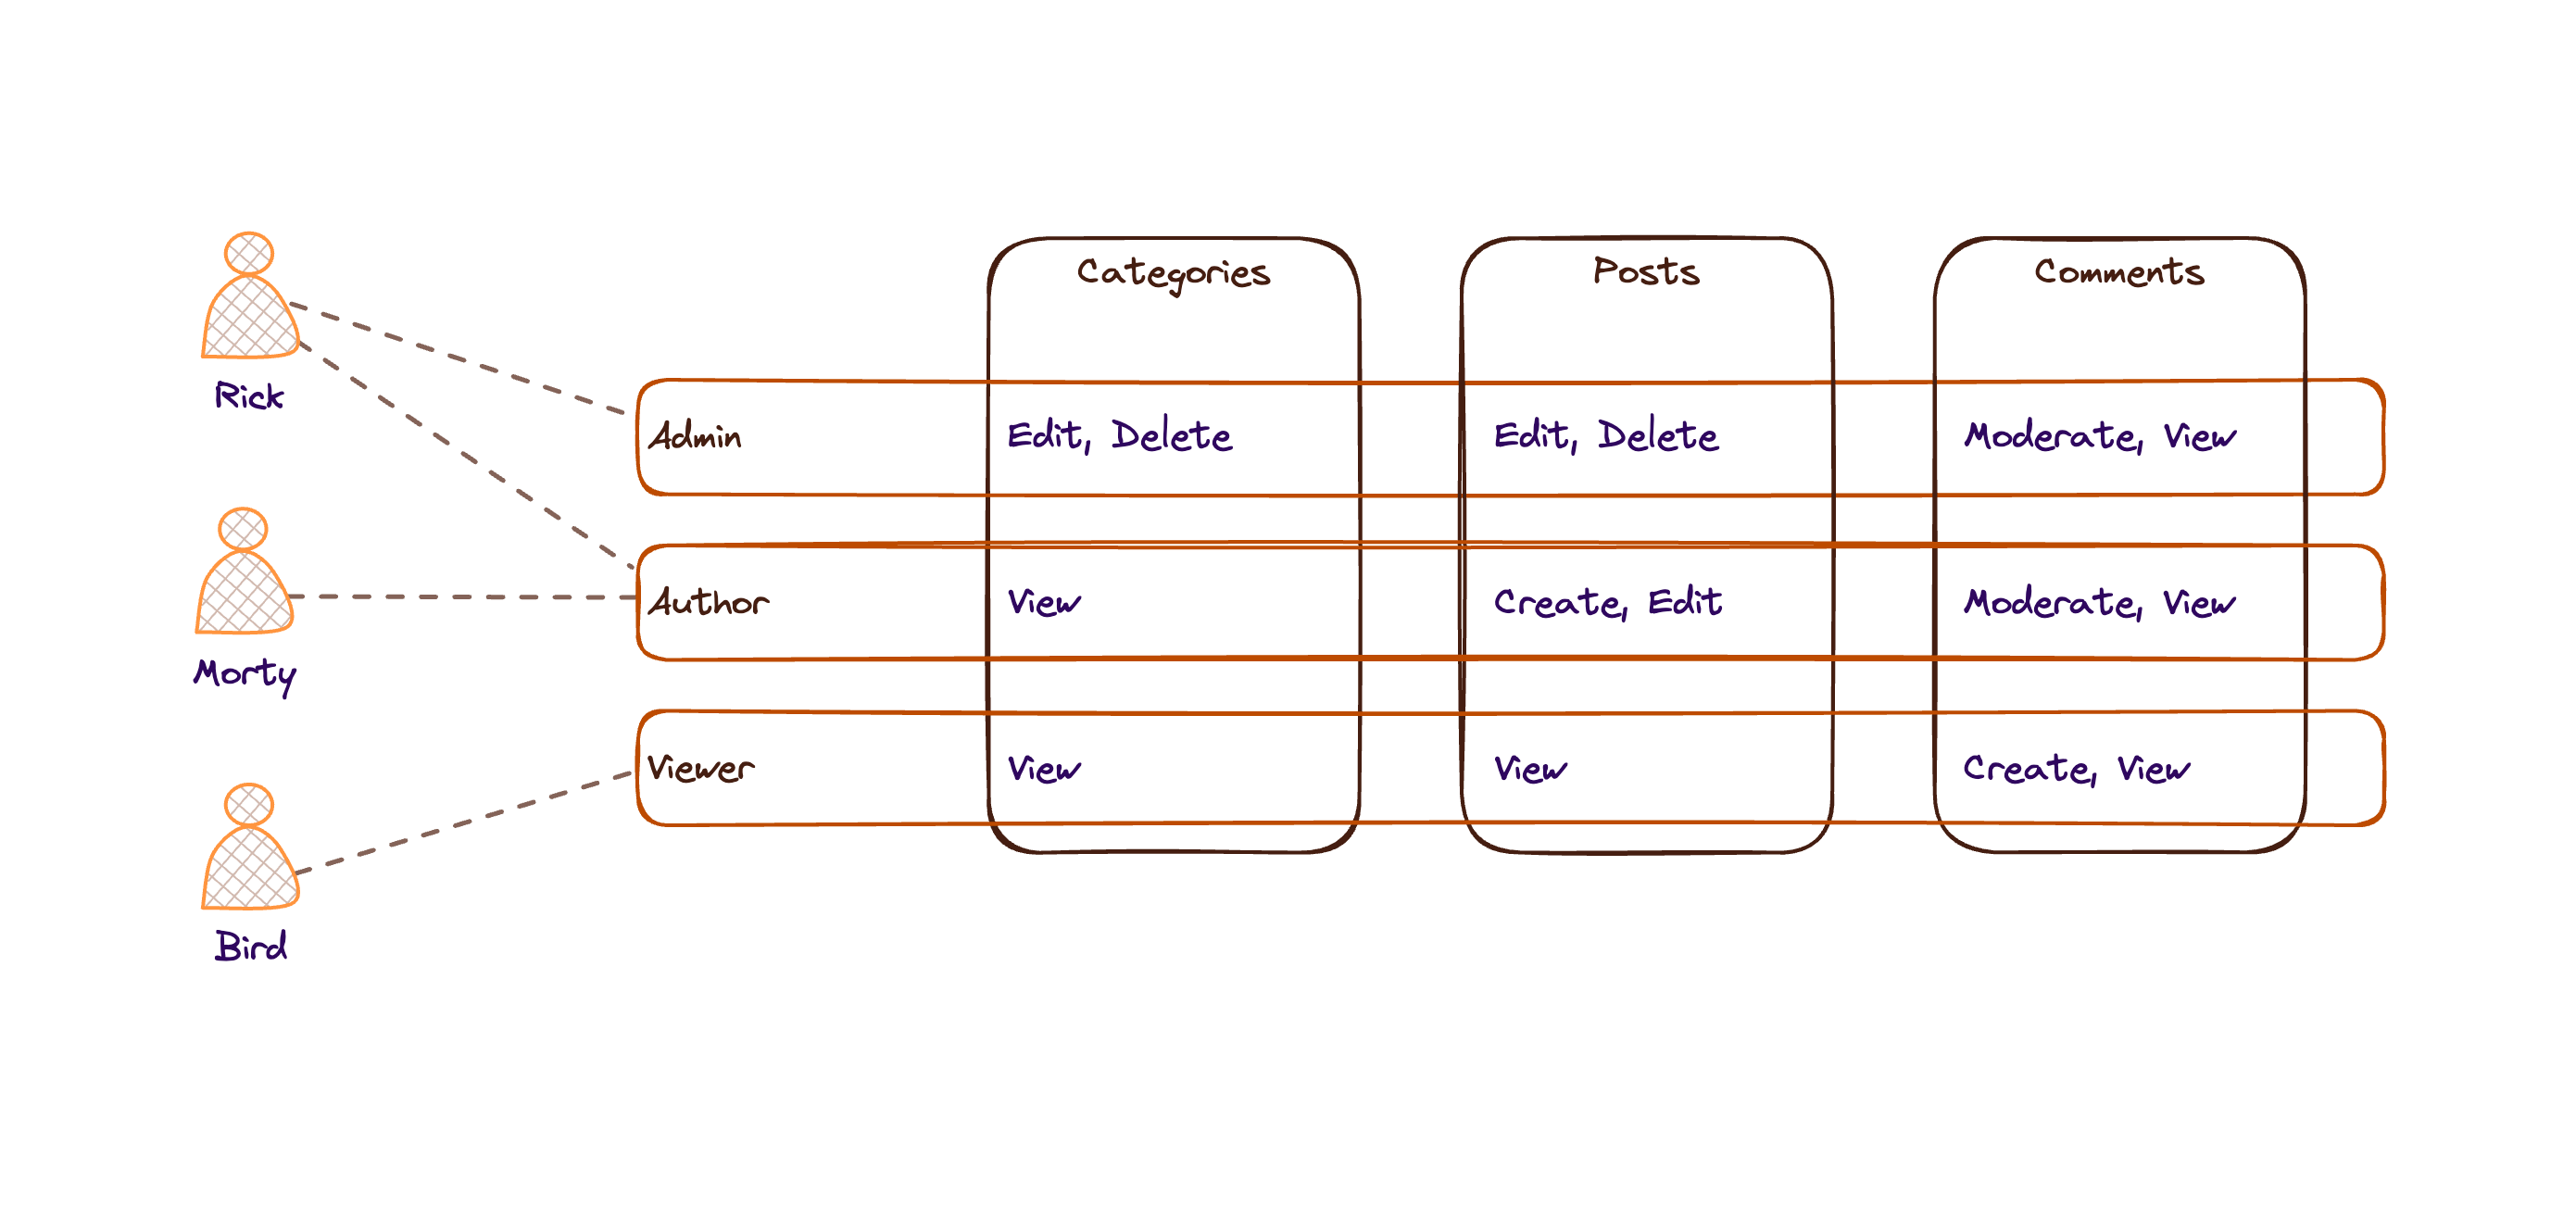 Categories
Posts
Comments
Rick
Admin
Edit, Delete
Edit, Delete
Moderate, View
Morty
Author
View
Create, Edit
Moderate, View
Bird
Viewer
View
View
Create, View